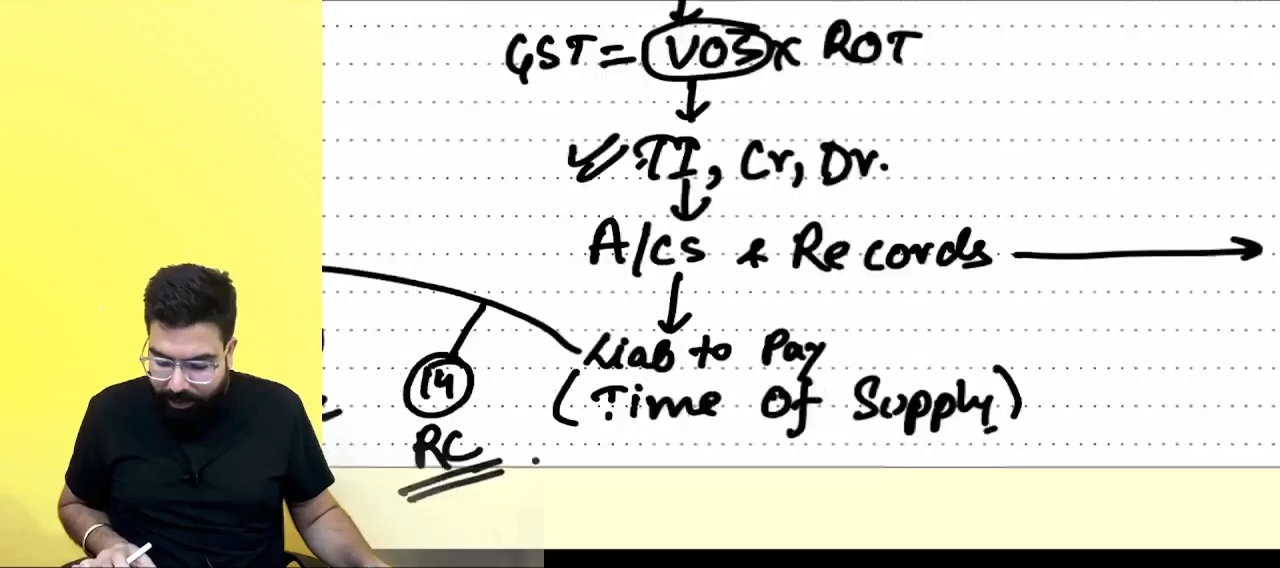 GST = VOS x ROT
TI, Cr, Dr.
A/cs & Records
Liab to Pay
14
(Time Of Supply)
RC